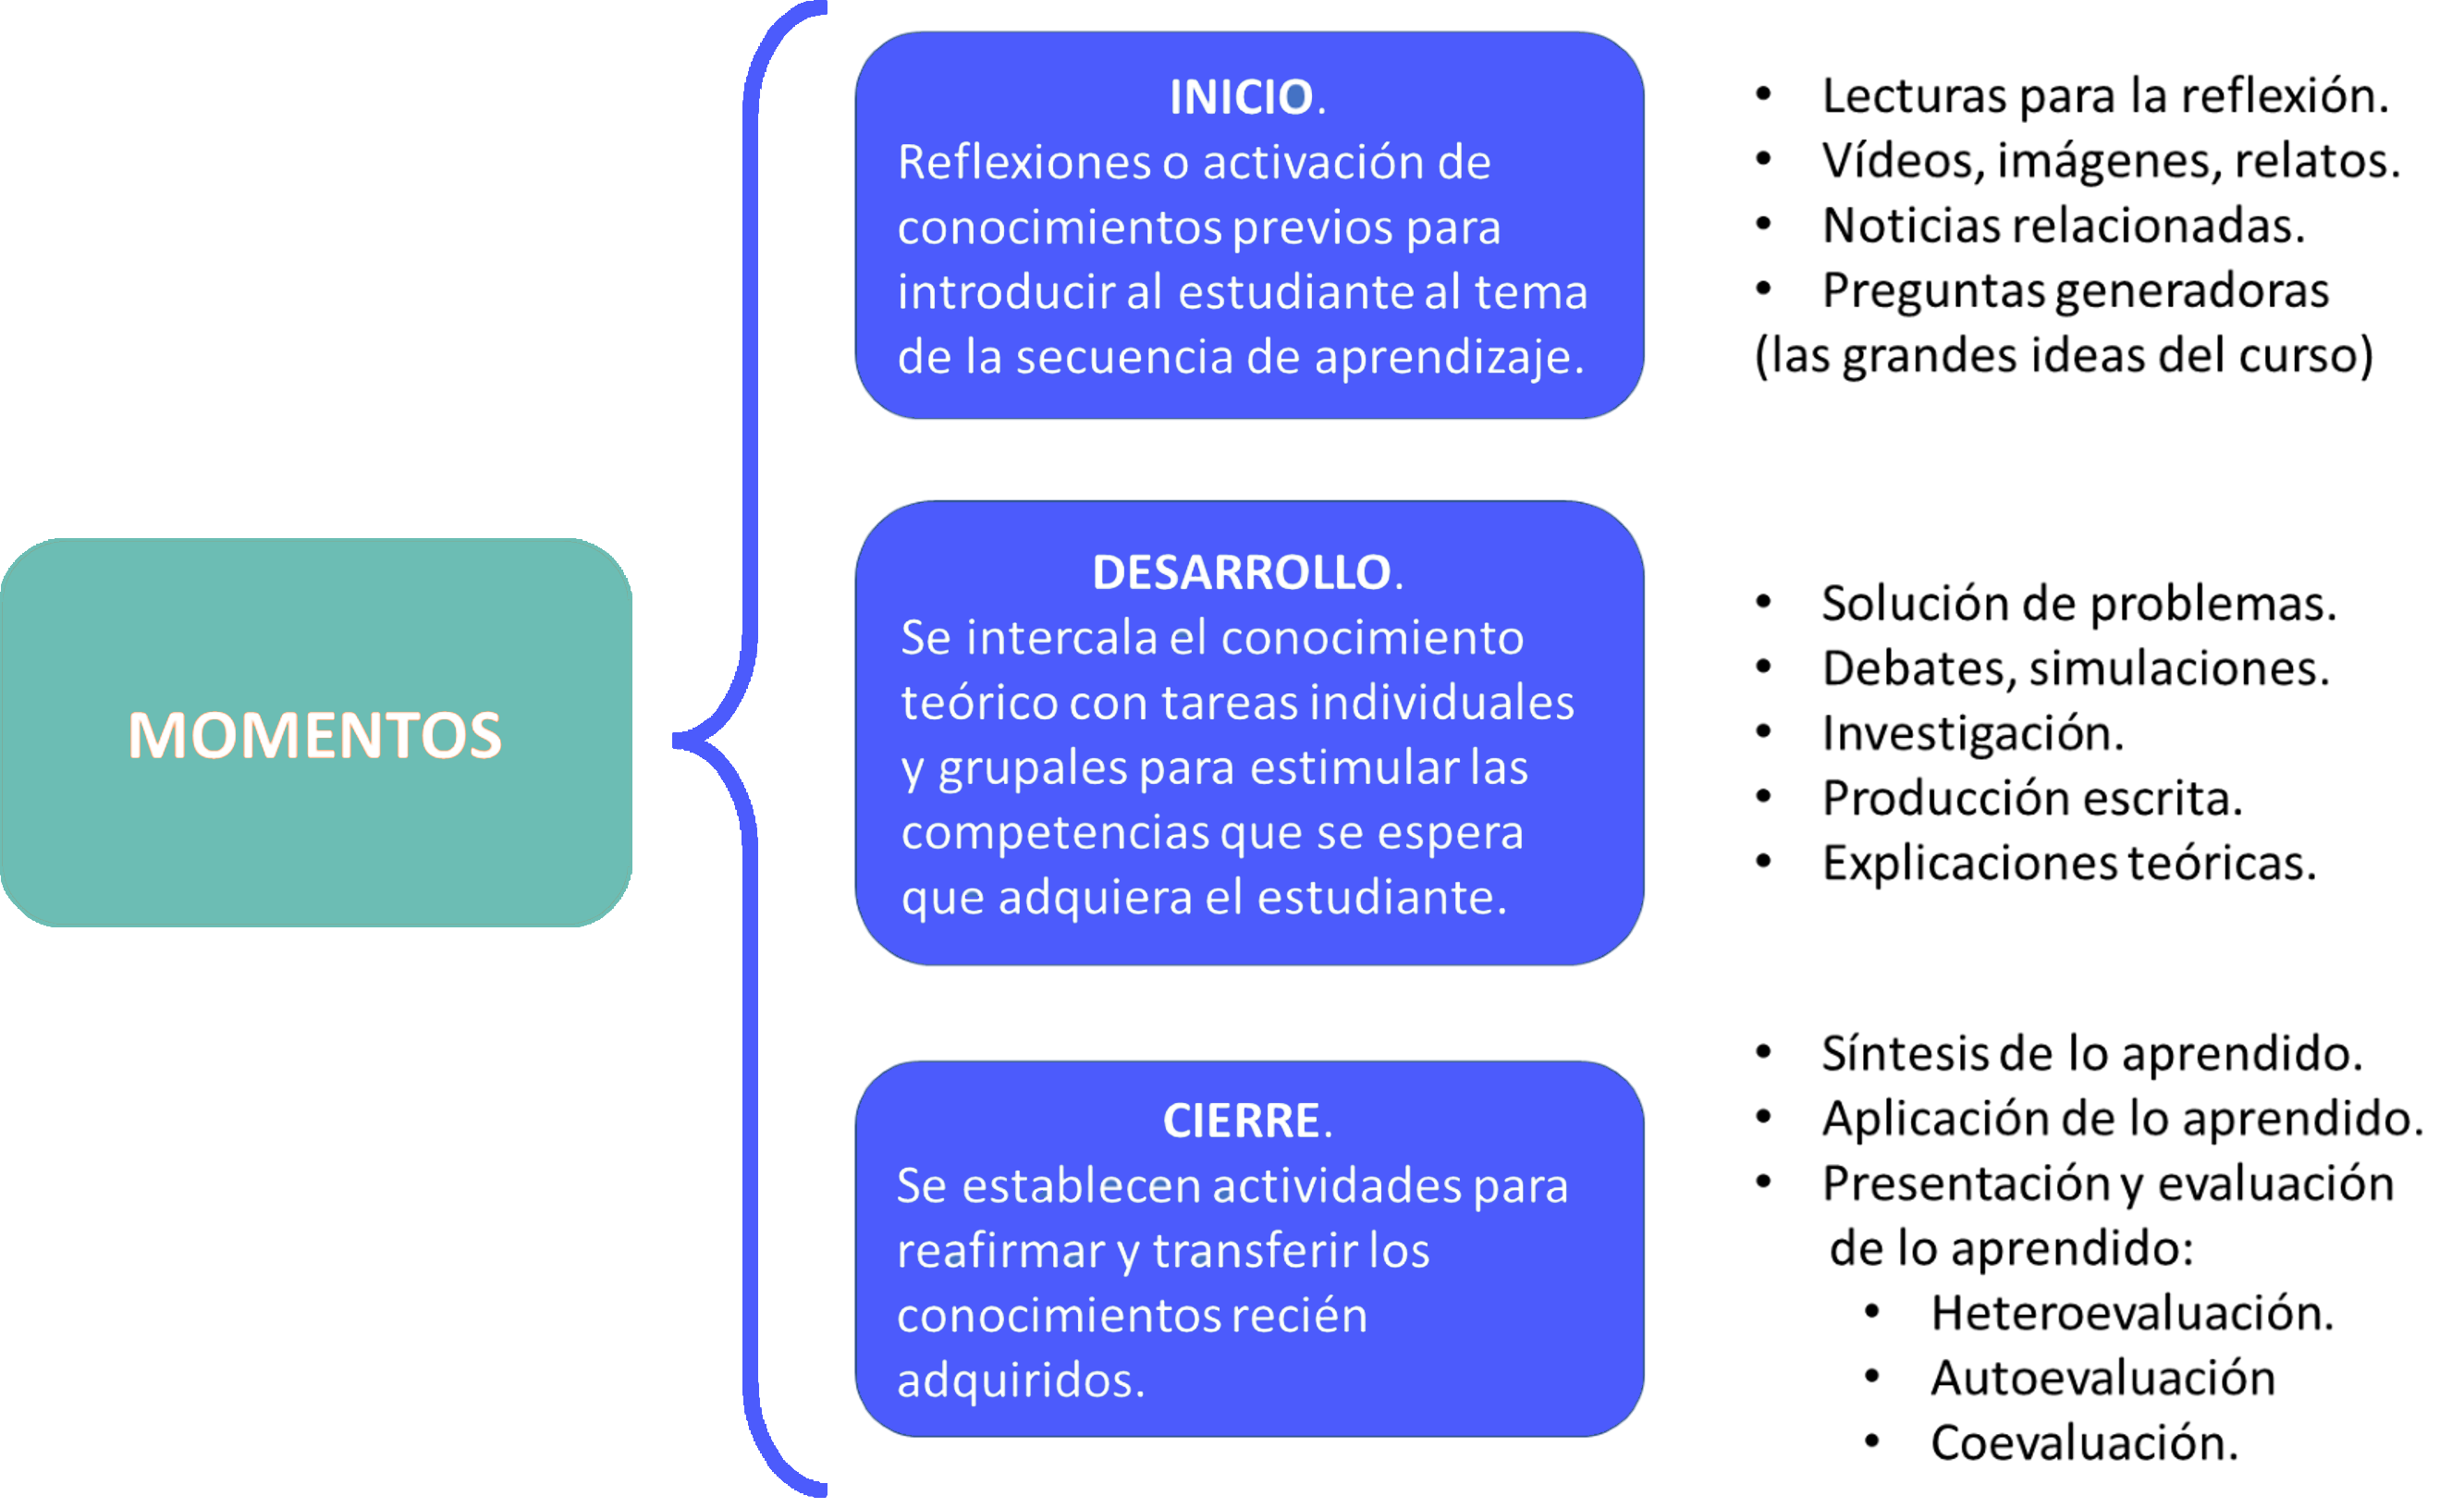 MOMENTOS
INICIO.
Reflexiones o activación de
conocimientos previos para
introducir al estudiante al tema
de la secuencia de aprendizaje.
• Lecturas para la reflexión.
• Vídeos, imágenes, relatos.
• Noticias relacionadas.
• Preguntas generadoras
(las grandes ideas del curso)
DESARROLLO.
Se intercala el conocimiento
teórico con tareas individuales
y grupales para estimular las
competencias que se espera
que adquiera el estudiante.
• Solución de problemas.
• Debates, simulaciones.
• Investigación.
• Producción escrita.
• Explicaciones teóricas.
CIERRE.
Se establecen actividades para
reafirmar y transferir los
conocimientos recién
adquiridos.
• Síntesis de lo aprendido.
• Aplicación de lo aprendido.
• Presentación y evaluación
de lo aprendido:
• Heteroevaluación.
• Autoevaluación
• Coevaluación.